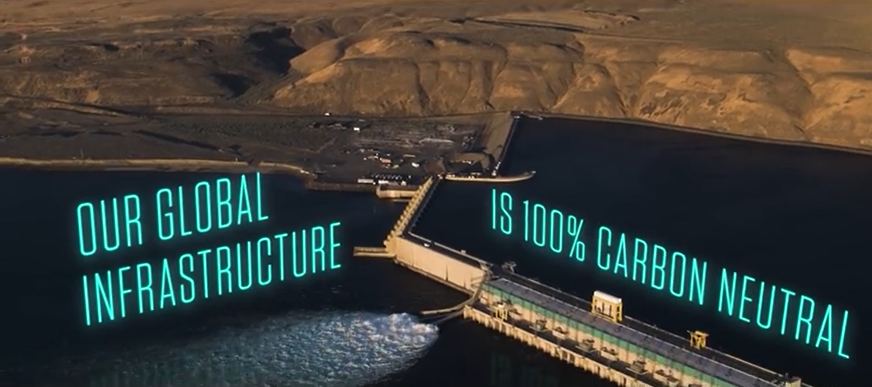 OUR GLOBAL
INFRASTRUCTURE
IS 100% CARBON NEUTRAL